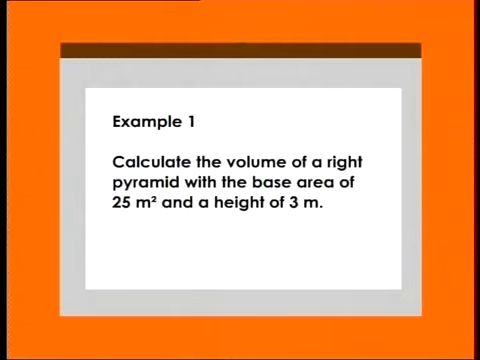 Example 1
Calculate the volume of a right
pyramid with the base area of
25 m² and a height of 3 m.